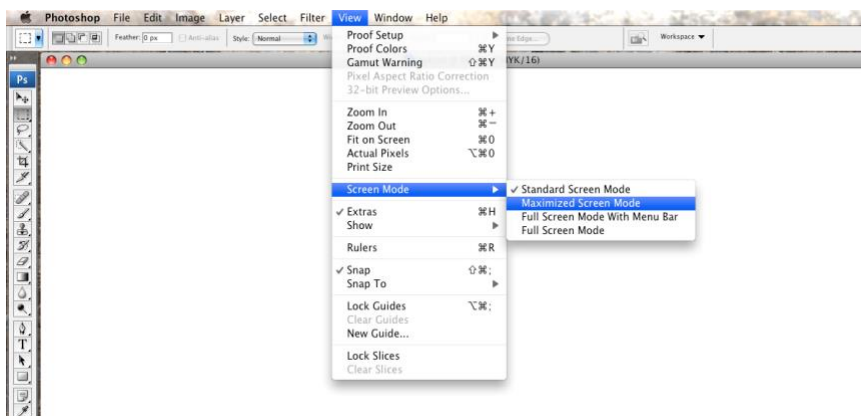 Photoshop File Edit Image Layer Select Filter View Window Help
Feather: 0 px Anti-alias Style: Normal Workspace
Ps
T
Proof Setup
Proof Colors ⌘Y
Gamut Warning ⇧⌘Y
Pixel Aspect Ratio Correction
32-bit Preview Options...
Zoom In ⌘+
Zoom Out ⌘−
Fit on Screen ⌘0
Actual Pixels ⌥⌘0
Print Size
Screen Mode
Extras ⌘H
Show
Rulers ⌘R
✓ Snap ⇧⌘;
Snap To
Lock Guides ⌥⌘;
Clear Guides
New Guide...
Lock Slices
Clear Slices
✓ Standard Screen Mode
Maximized Screen Mode
Full Screen Mode With Menu Bar
Full Screen Mode